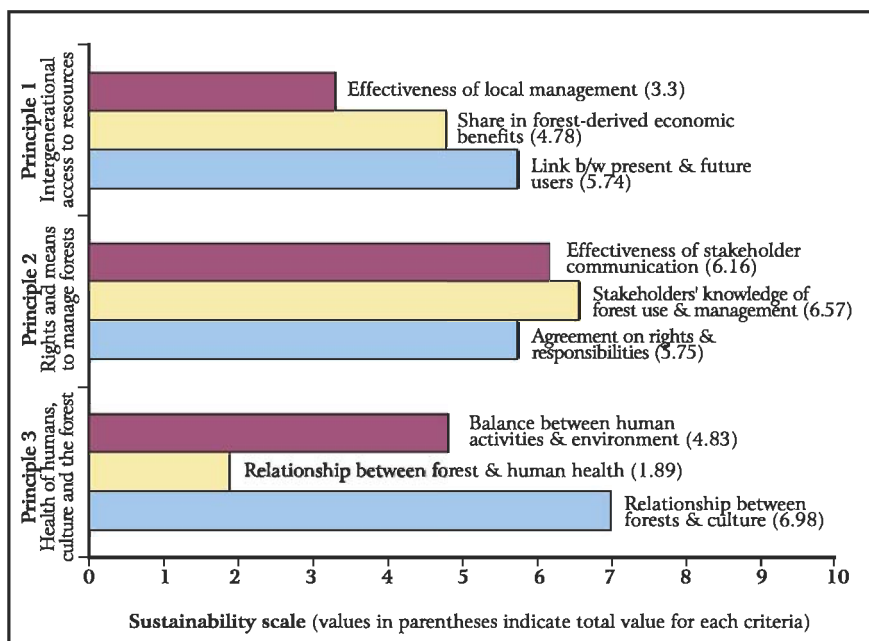 Principle 1
Intergenerational
access to resources
Effectiveness of local management (3.3)
Share in forest-derived economic
benefits (4.78)
Link b/w present & future
users (5.74)
Principle 2
Rights and means
to manage forests
Effectiveness of stakeholder
communication (6.16)
Stakeholders' knowledge of
forest use & management (6.57)
Agreement on rights &
responsibilities (5.75)
Principle 3
Health of humans,
culture and the forest
Balance between human
activities & environment (4.83)
Relationship between forest & human health (1.89)
Relationship between
forests & culture (6.98)
0 1 2 3 4 5 6 7 8 9 10
Sustainability scale (values in parentheses indicate total value for each criteria)